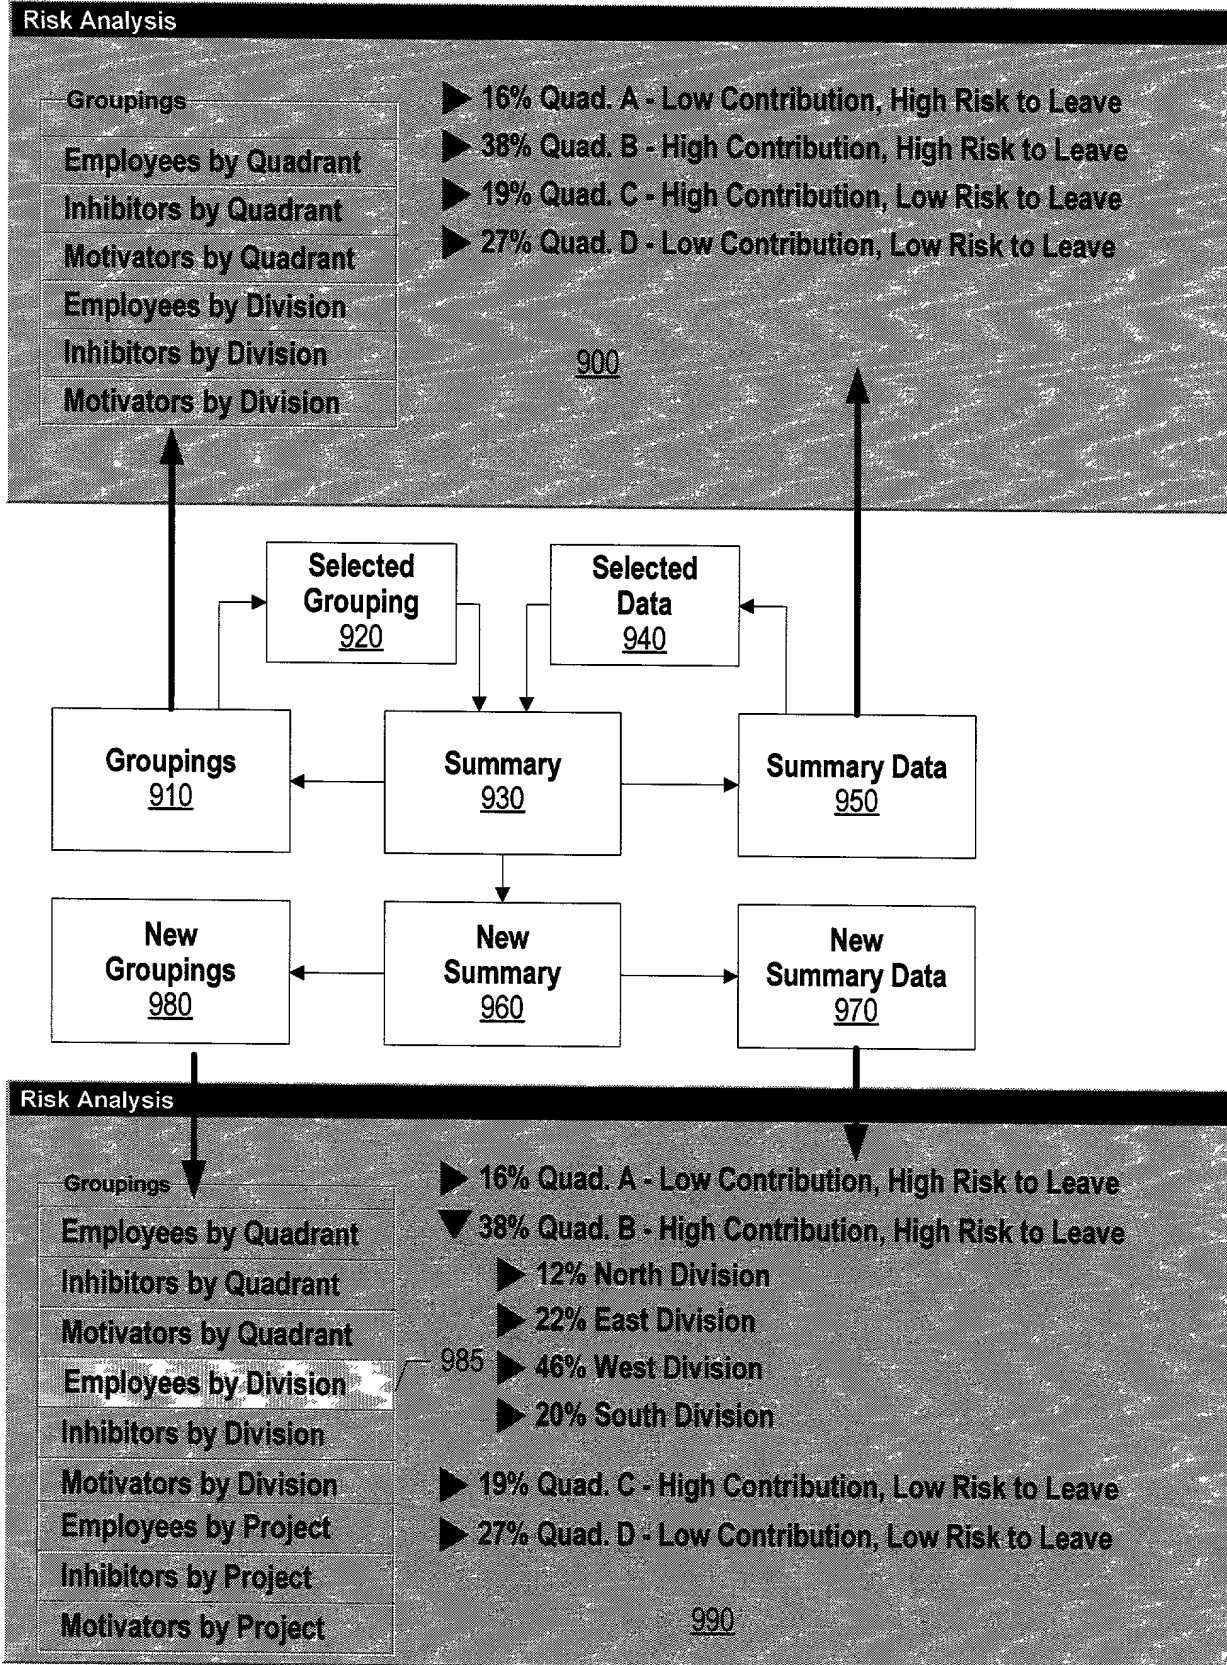 Risk Analysis
Groupings
Employees by Quadrant
Inhibitors by Quadrant
Motivators by Quadrant
Employees by Division
Inhibitors by Division
Motivators by Division
16% Quad. A - Low Contribution, High Risk to Leave
38% Quad. B - High Contribution, High Risk to Leave
19% Quad. C - High Contribution, Low Risk to Leave
27% Quad. D - Low Contribution, Low Risk to Leave
900
Selected
Grouping
920
Selected
Data
940
Groupings
910
Summary
930
Summary Data
950
New
Groupings
980
New
Summary
960
New
Summary Data
970
Risk Analysis
Groupings
Employees by Quadrant
Inhibitors by Quadrant
Motivators by Quadrant
Employees by Division
Inhibitors by Division
Motivators by Division
Employees by Project
Inhibitors by Project
Motivators by Project
985
16% Quad. A - Low Contribution, High Risk to Leave
38% Quad. B - High Contribution, High Risk to Leave
12% North Division
22% East Division
46% West Division
20% South Division
19% Quad. C - High Contribution, Low Risk to Leave
27% Quad. D - Low Contribution, Low Risk to Leave
990